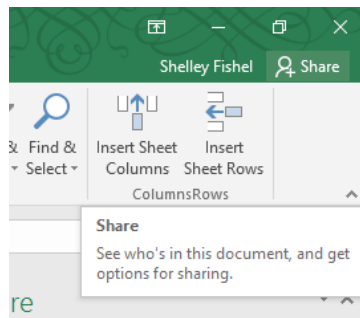 Shelley Fishel Share
& Find & Insert Sheet Insert
Select Columns Sheet Rows
ColumnsRows
Share
See who's in this document, and get
options for sharing.
re